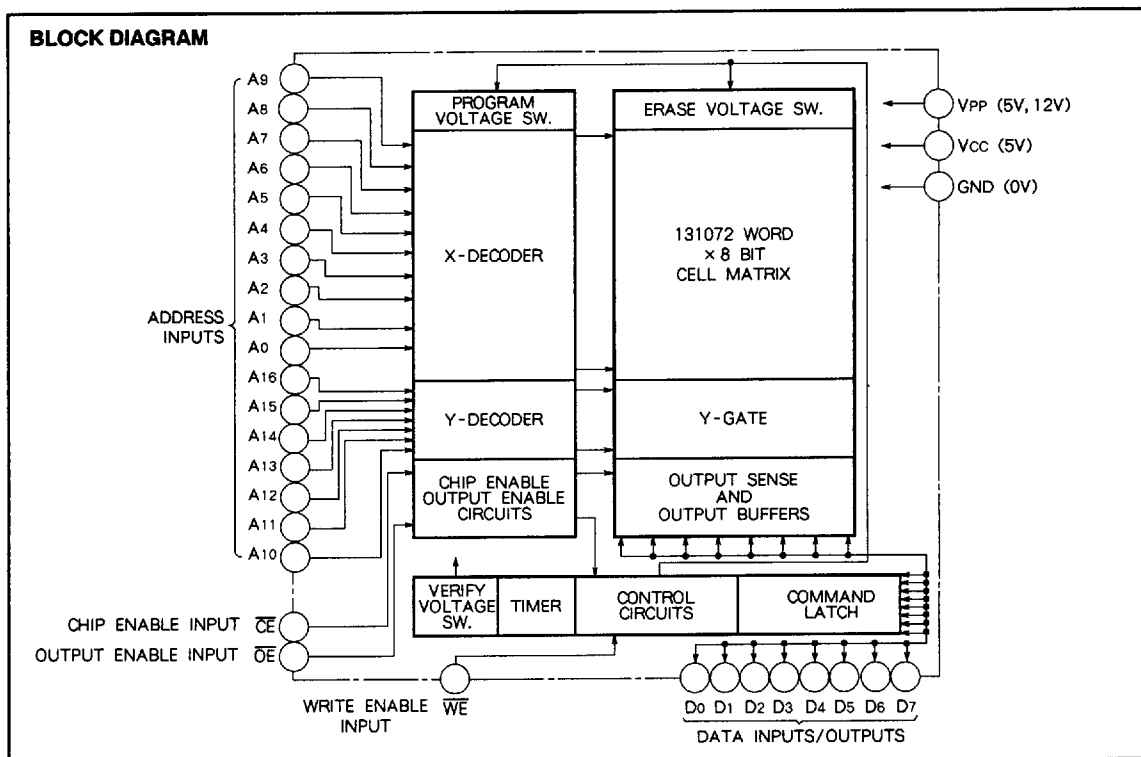 BLOCK DIAGRAM
A9
A8
A7
A6
A5
A4
A3
A2
A1
A0
A16
A15
A14
A13
A12
A11
A10
ADDRESS
INPUTS
CHIP ENABLE INPUT CE
OUTPUT ENABLE INPUT OE
WRITE ENABLE
INPUT
WE
PROGRAM
VOLTAGE SW.
X-DECODER
Y-DECODER
CHIP ENABLE
OUTPUT ENABLE
CIRCUITS
ERASE VOLTAGE SW.
131072 WORD
× 8 BIT
CELL MATRIX
Y-GATE
OUTPUT SENSE
AND
OUTPUT BUFFERS
VERIFY
VOLTAGE
SW.
TIMER
CONTROL
CIRCUITS
COMMAND
LATCH
VPP (5V, 12V)
VCC (5V)
GND (0V)
D0 D1 D2 D3 D4 D5 D6 D7
DATA INPUTS/OUTPUTS